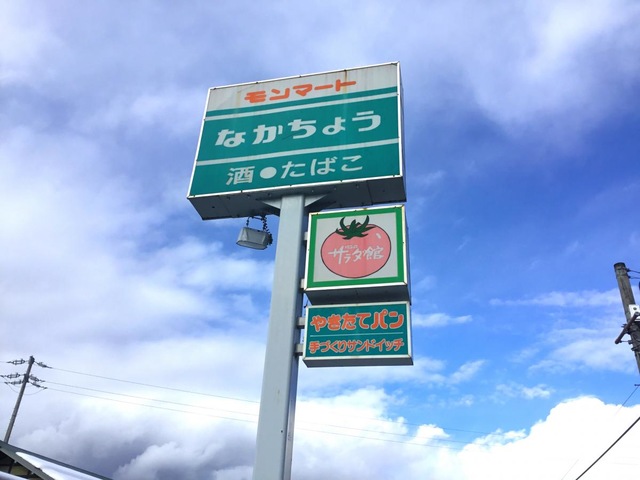 モンマート
なかちょう
酒●たばこ
サラダ館
やきたてパン
手づくりサンドイッチ